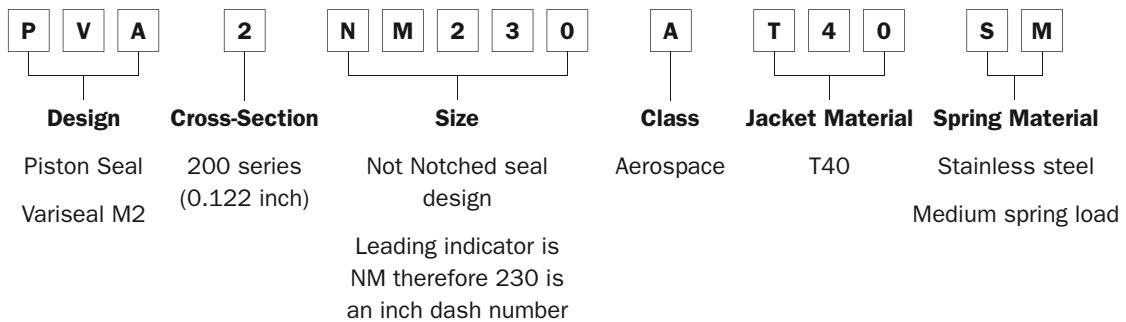 P V A 2 N M 2 3 0 A T 4 0 S M
Design Cross-Section Size Class Jacket Material Spring Material
Piston Seal
Variseal M2
200 series
(0.122 inch)
Not Notched seal
design
Leading indicator is
NM therefore 230 is
an inch dash number
Aerospace
T40
Stainless steel
Medium spring load